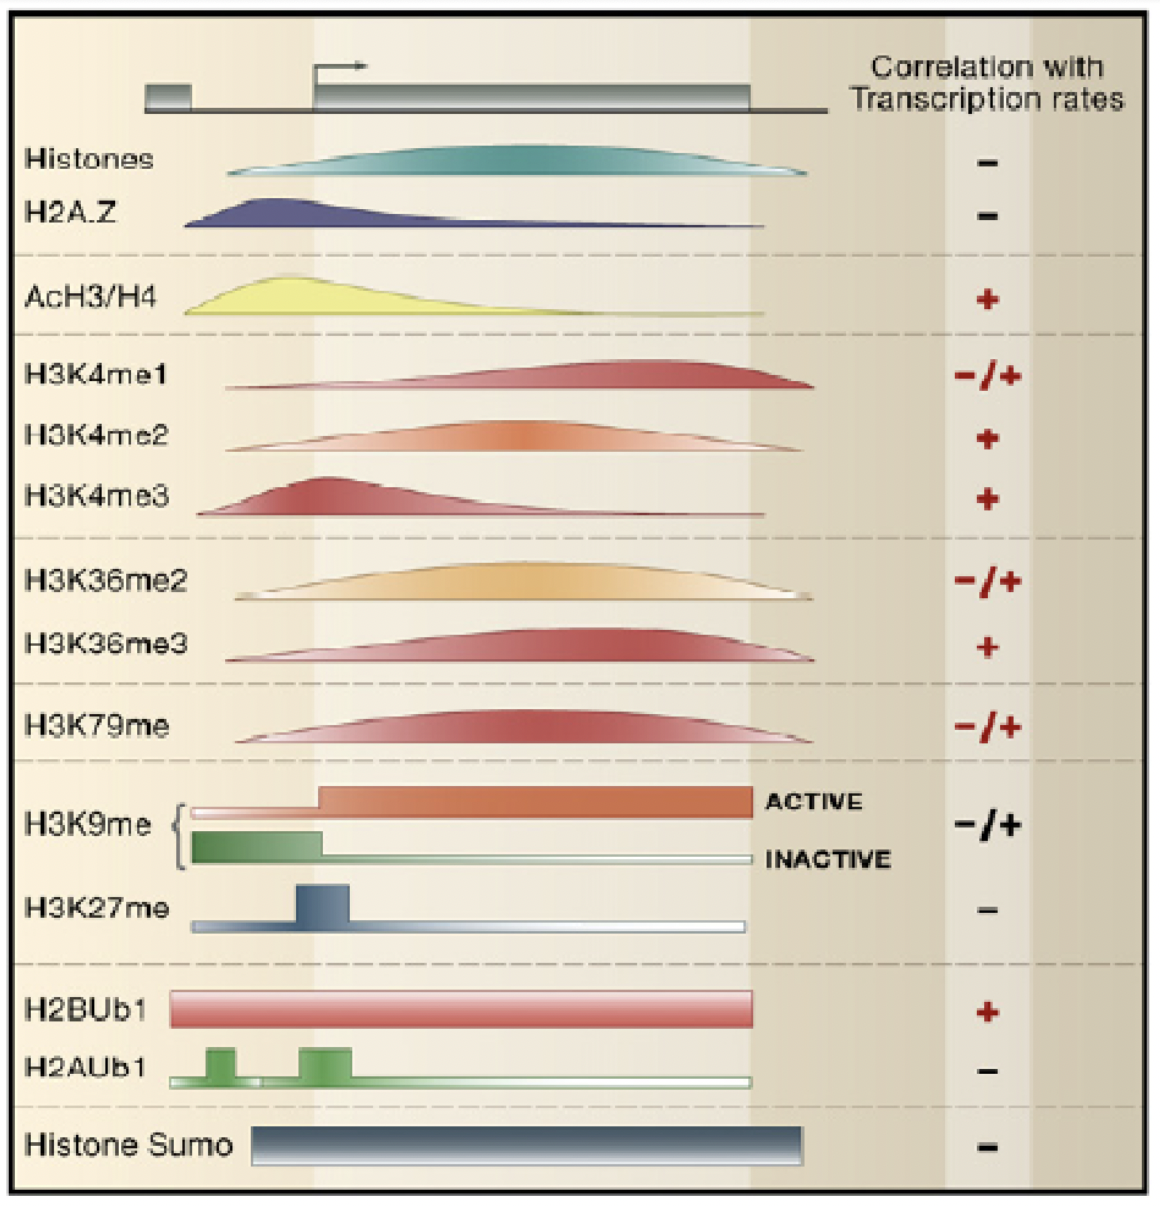 Correlation with
Transcription rates
Histones –
H2A.Z –
AcH3/H4 +
H3K4me1 –/+
H3K4me2 +
H3K4me3 +
H3K36me2 –/+
H3K36me3 +
H3K79me –/+
ACTIVE
H3K9me –/+
INACTIVE
H3K27me –
H2BUb1 +
H2AUb1 –
Histone Sumo –